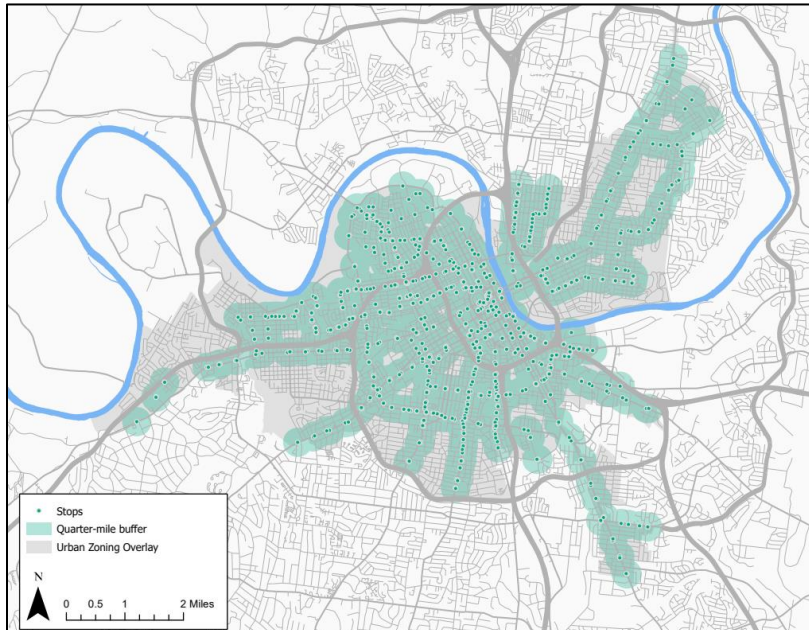 Stops
Quarter-mile buffer
Urban Zoning Overlay
N
0 0.5 1 2 Miles